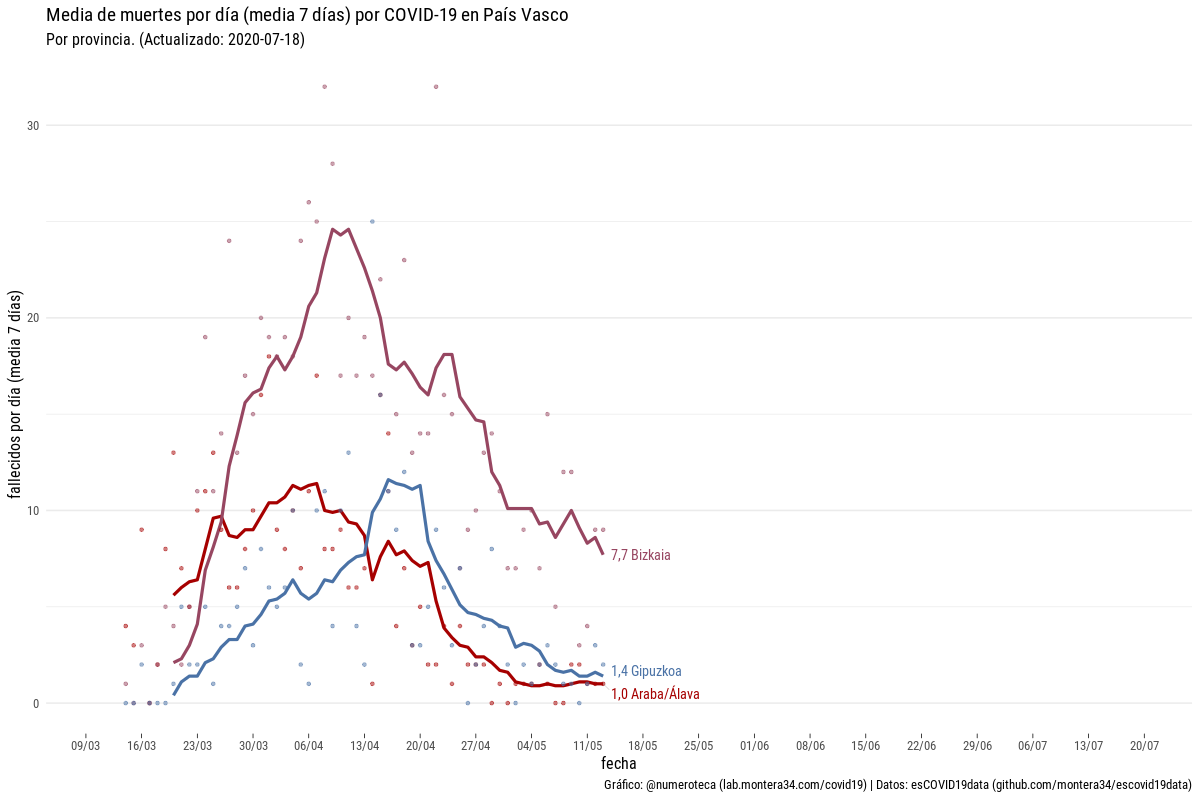 Media de muertes por día (media 7 días) por COVID-19 en País Vasco
Por provincia. (Actualizado: 2020-07-18)
fallecidos por día (media 7 días)
30
20
10
0
7,7 Bizkaia
1,4 Gipuzkoa
1,0 Araba/Álava
09/03 16/03 23/03 30/03 06/04 13/04 20/04 27/04 04/05 11/05 18/05 25/05 01/06 08/06 15/06 22/06 29/06 06/07 13/07 20/07
fecha
Gráfico: @numeroteca (lab.montera34.com/covid19) | Datos: esCOVID19data (github.com/montera34/escovid19data)